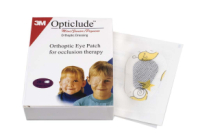 3M Opticlude
Orthoptic Eye Patch
for occlusion therapy